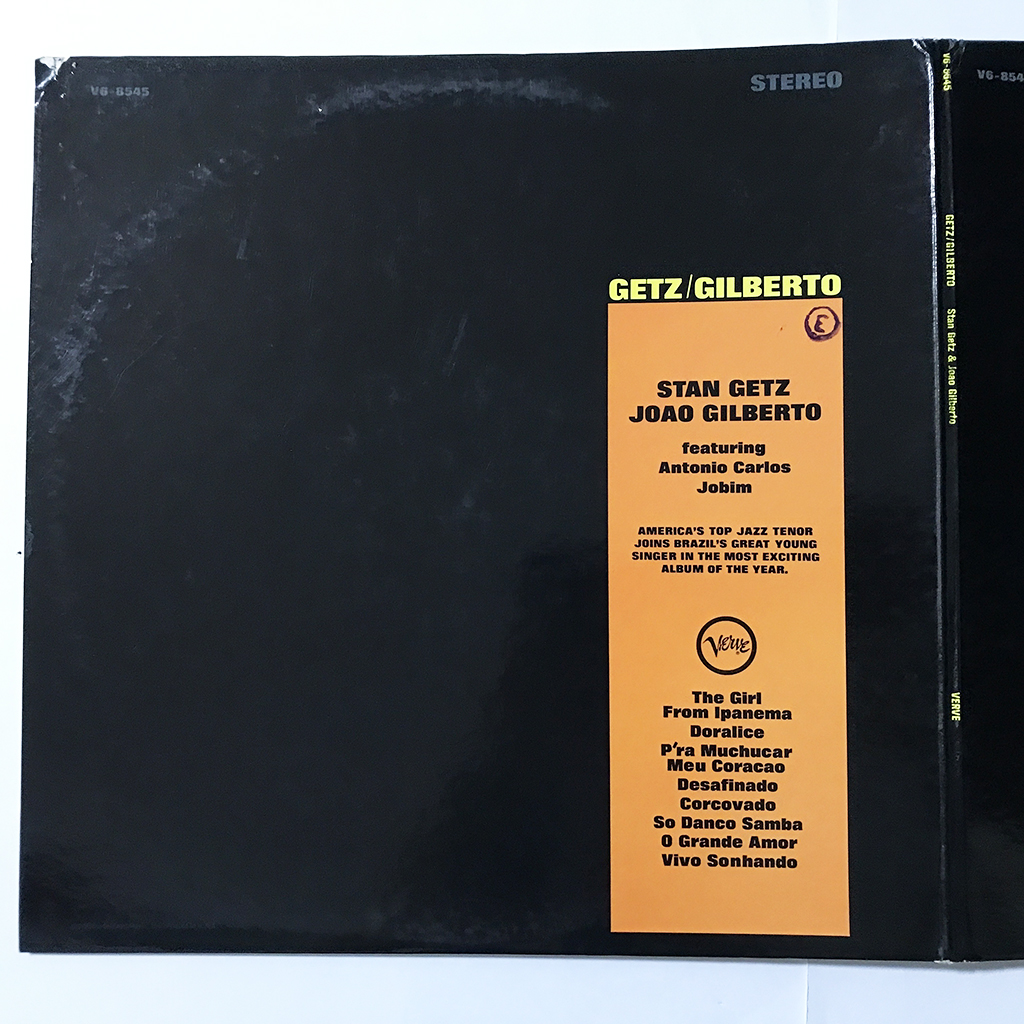 V6-8545
STEREO
GETZ/GILBERTO
E
STAN GETZ
JOAO GILBERTO
featuring
Antonio Carlos
Jobim
AMERICA'S TOP JAZZ TENOR
JOINS BRAZIL'S GREAT YOUNG
SINGER IN THE MOST EXCITING
ALBUM OF THE YEAR.
Verve
The Girl
From Ipanema
Doralice
P'ra Muchucar
Meu Coracao
Desafinado
Corcovado
So Danco Samba
O Grande Amor
Vivo Sonhando
V6-8545
GETZ/GILBERTO Stan Getz & Joao Gilberto
VERVE
V6-854